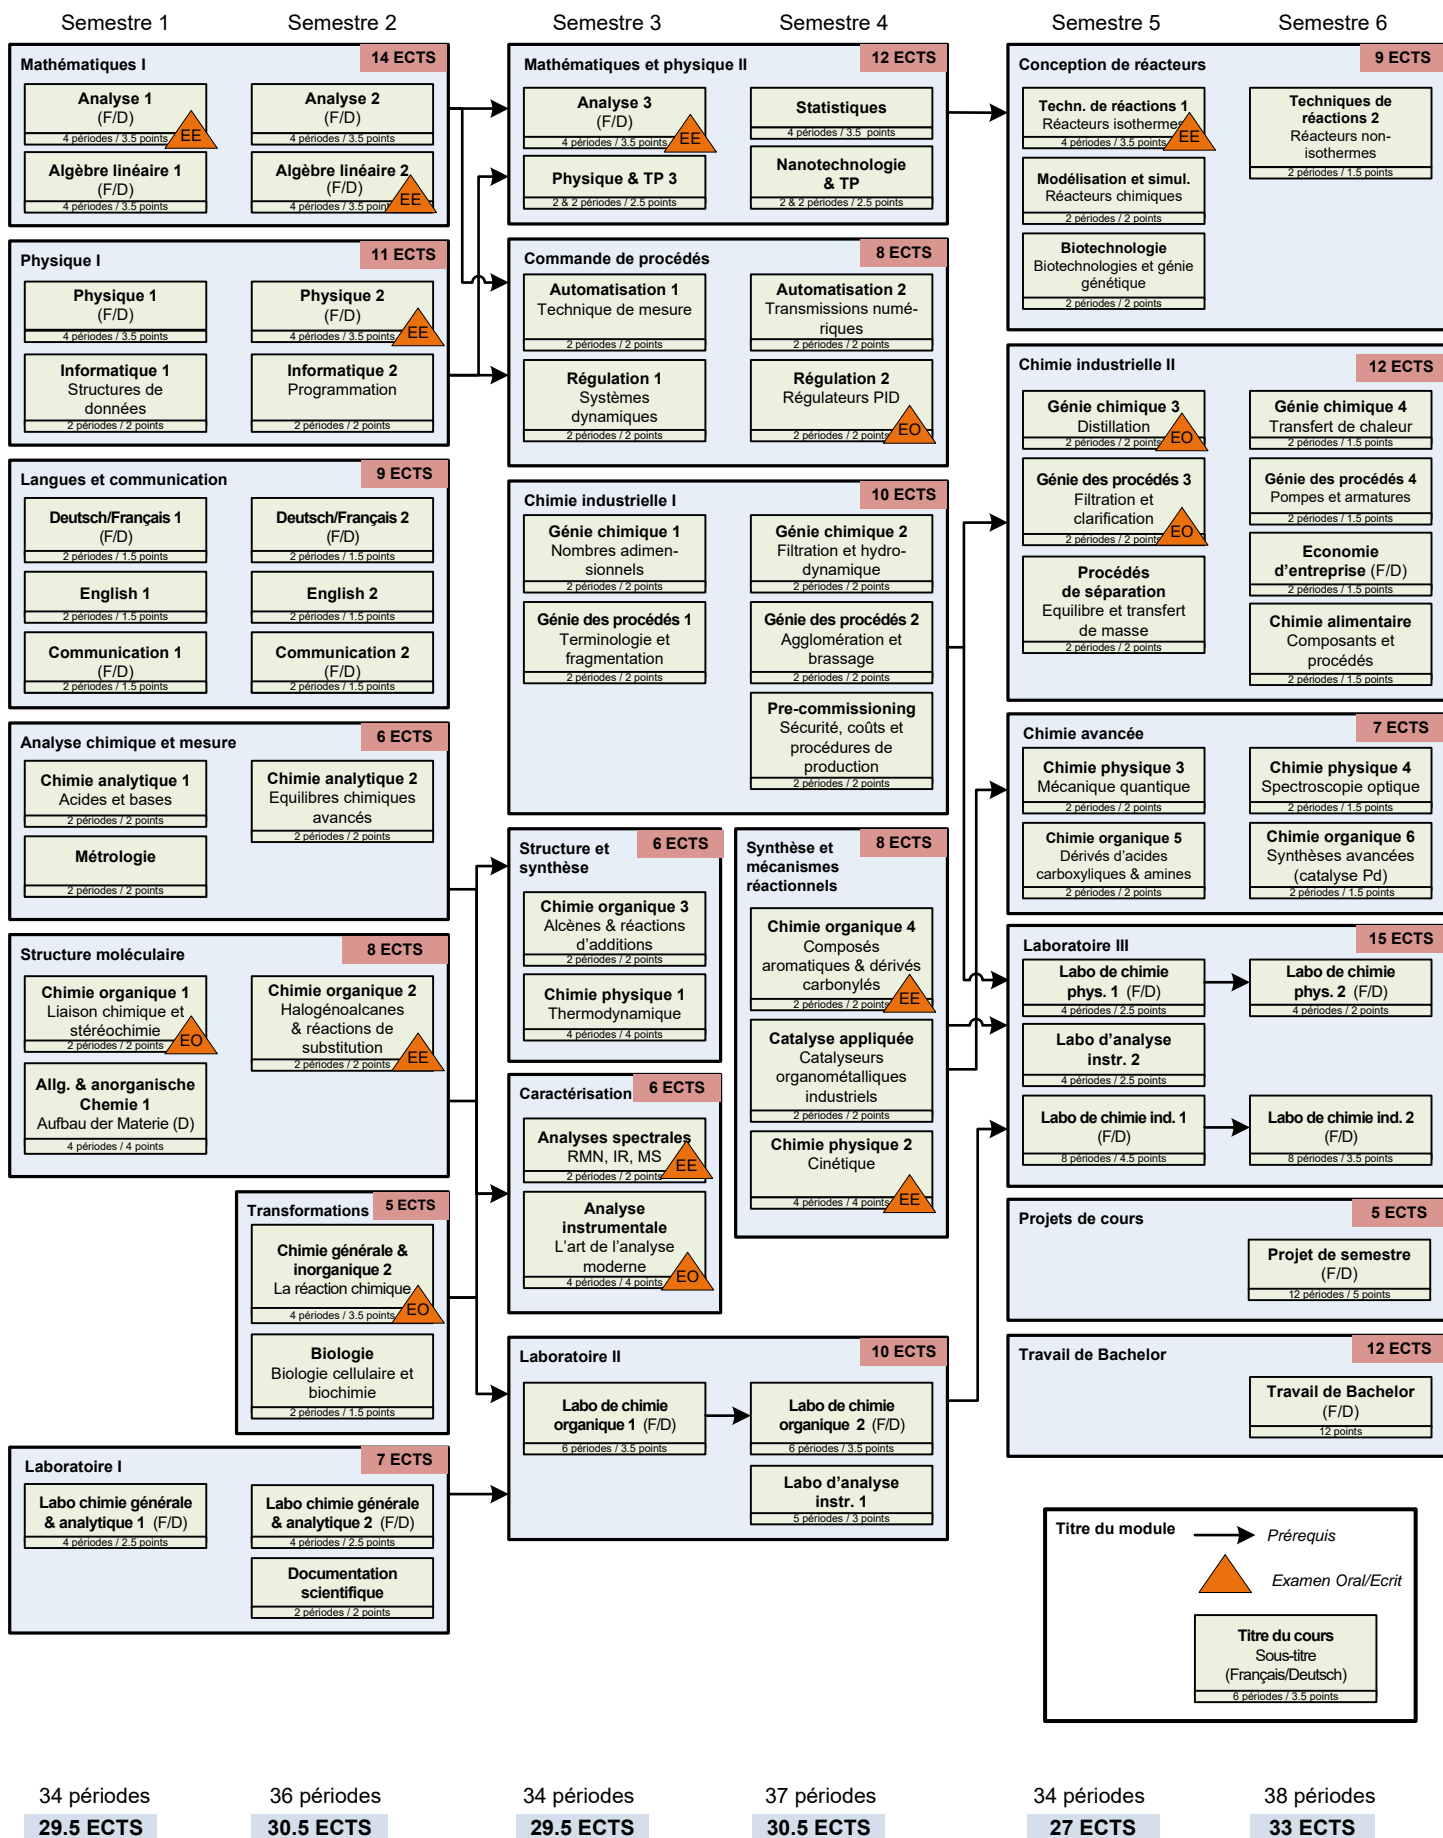 Semestre 1
Semestre 2
Semestre 3
Semestre 4
Semestre 5
Semestre 6
Mathématiques I
14 ECTS
Analyse 1
(F/D)
4 périodes / 3.5 points
EE
Analyse 2
(F/D)
4 périodes / 3.5 points
Algèbre linéaire 1
(F/D)
4 périodes / 3.5 points
Algèbre linéaire 2
(F/D)
4 périodes / 3.5 points
EE
Physique I
11 ECTS
Physique 1
(F/D)
4 périodes / 3.5 points
Physique 2
(F/D)
4 périodes / 3.5 points
EE
Informatique 1
Structures de
données
2 périodes / 2 points
Informatique 2
Programmation
2 périodes / 2 points
Langues et communication
9 ECTS
Deutsch/Français 1
(F/D)
2 périodes / 1.5 points
Deutsch/Français 2
(F/D)
2 périodes / 1.5 points
English 1
2 périodes / 1.5 points
English 2
2 périodes / 1.5 points
Communication 1
(F/D)
2 périodes / 1.5 points
Communication 2
(F/D)
2 périodes / 1.5 points
Analyse chimique et mesure
6 ECTS
Chimie analytique 1
Acides et bases
2 périodes / 2 points
Chimie analytique 2
Equilibres chimiques
avancés
2 périodes / 2 points
Métrologie
2 périodes / 2 points
Structure moléculaire
8 ECTS
Chimie organique 1
Liaison chimique et
stéréochimie
2 périodes / 2 points
EO
Chimie organique 2
Halogénoalcanes
& réactions de
substitution
2 périodes / 2 points
EE
Allg. & anorganische
Chemie 1
Aufbau der Materie (D)
4 périodes / 4 points
Transformations
5 ECTS
Chimie générale &
inorganique 2
La réaction chimique
4 périodes / 3.5 points
EO
Biologie
Biologie cellulaire et
biochimie
2 périodes / 1.5 points
Laboratoire I
7 ECTS
Labo chimie générale
& analytique 1 (F/D)
4 périodes / 2.5 points
Labo chimie générale
& analytique 2 (F/D)
4 périodes / 2.5 points
Documentation
scientifique
2 périodes / 2 points
Mathématiques et physique II
12 ECTS
Analyse 3
(F/D)
4 périodes / 3.5 points
EE
Statistiques
4 périodes / 3.5 points
Physique & TP 3
2 & 2 périodes / 2.5 points
Nanotechnologie
& TP
2 & 2 périodes / 2.5 points
Commande de procédés
8 ECTS
Automatisation 1
Technique de mesure
2 périodes / 2 points
Automatisation 2
Transmissions numé-
riques
2 périodes / 2 points
Régulation 1
Systèmes
dynamiques
2 périodes / 2 points
Régulation 2
Régulateurs PID
2 périodes / 2 points
EO
Chimie industrielle I
10 ECTS
Génie chimique 1
Nombres adimen-
sionnels
2 périodes / 2 points
Génie chimique 2
Filtration et hydro-
dynamique
2 périodes / 2 points
Génie des procédés 1
Terminologie et
fragmentation
2 périodes / 2 points
Génie des procédés 2
Agglomération et
brassage
2 périodes / 2 points
Pre-commissioning
Sécurité, coûts et
procédures de
production
2 périodes / 2 points
Structure et
synthèse
6 ECTS
Chimie organique 3
Alcènes & réactions
d'additions
2 périodes / 2 points
Chimie physique 1
Thermodynamique
4 périodes / 4 points
Synthèse et
mécanismes
réactionnels
8 ECTS
Chimie organique 4
Composés
aromatiques & dérivés
carbonylés
2 périodes / 2 points
EE
Catalyse appliquée
Catalyseurs
organométalliques
industriels
2 périodes / 2 points
Chimie physique 2
Cinétique
4 périodes / 4 points
EE
Caractérisation
6 ECTS
Analyses spectrales
RMN, IR, MS
2 périodes / 2 points
EE
Analyse
instrumentale
L'art de l'analyse
moderne
4 périodes / 4 points
EO
Laboratoire II
10 ECTS
Labo de chimie
organique 1 (F/D)
6 périodes / 3.5 points
Labo de chimie
organique 2 (F/D)
6 périodes / 3.5 points
Labo d'analyse
instr. 1
5 périodes / 3 points
Conception de réacteurs
9 ECTS
Techn. de réactions 1
Réacteurs isothermes
4 périodes / 3.5 points
EE
Techniques de
réactions 2
Réacteurs non-
isothermes
2 périodes / 1.5 points
Modélisation et simul.
Réacteurs chimiques
2 périodes / 2 points
Biotechnologie
Biotechnologies et génie
génétique
2 périodes / 2 points
Chimie industrielle II
12 ECTS
Génie chimique 3
Distillation
2 périodes / 2 points
EO
Génie chimique 4
Transfert de chaleur
2 périodes / 1.5 points
Génie des procédés 3
Filtration et
clarification
2 périodes / 2 points
EO
Génie des procédés 4
Pompes et armatures
2 périodes / 1.5 points
Economie
d'entreprise (F/D)
2 périodes / 1.5 points
Procédés
de séparation
Equilibre et transfert
de masse
2 périodes / 2 points
Chimie alimentaire
Composants et
procédés
2 périodes / 1.5 points
Chimie avancée
7 ECTS
Chimie physique 3
Mécanique quantique
2 périodes / 2 points
Chimie physique 4
Spectroscopie optique
2 périodes / 1.5 points
Chimie organique 5
Dérivés d'acides
carboxyliques & amines
2 périodes / 2 points
Chimie organique 6
Synthèses avancées
(catalyse Pd)
2 périodes / 1.5 points
Laboratoire III
15 ECTS
Labo de chimie
phys. 1 (F/D)
4 périodes / 2.5 points
Labo de chimie
phys. 2 (F/D)
4 périodes / 2 points
Labo d'analyse
instr. 2
4 périodes / 2.5 points
Labo de chimie ind. 1
(F/D)
8 périodes / 4.5 points
Labo de chimie ind. 2
(F/D)
8 périodes / 3.5 points
Projets de cours
5 ECTS
Projet de semestre
(F/D)
12 périodes / 5 points
Travail de Bachelor
12 ECTS
Travail de Bachelor
(F/D)
12 points
Titre du module
Prérequis
Examen Oral/Ecrit
Titre du cours
Sous-titre
(Français/Deutsch)
6 périodes / 3.5 points
34 périodes
36 périodes
34 périodes
37 périodes
34 périodes
38 périodes
29.5 ECTS
30.5 ECTS
29.5 ECTS
30.5 ECTS
27 ECTS
33 ECTS